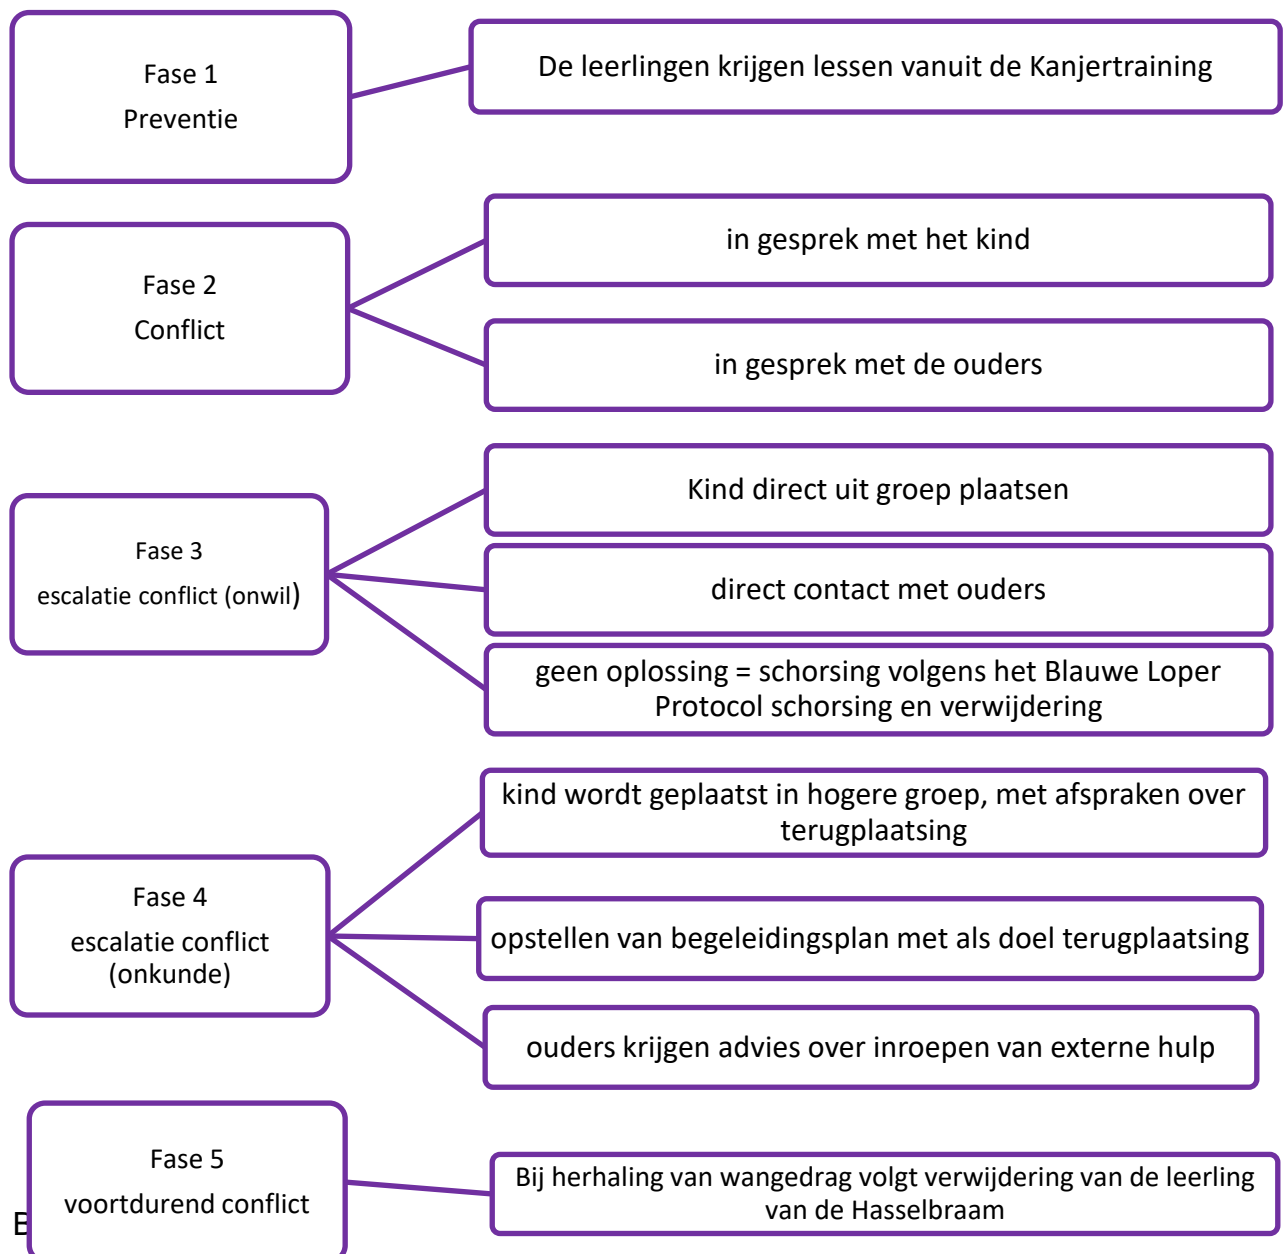 Fase 1
Preventie
De leerlingen krijgen lessen vanuit de Kanjertraining
Fase 2
Conflict
in gesprek met het kind
in gesprek met de ouders
Fase 3
escalatie conflict (onwil)
Kind direct uit groep plaatsen
direct contact met ouders
geen oplossing = schorsing volgens het Blauwe Loper
Protocol schorsing en verwijdering
Fase 4
escalatie conflict
(onkunde)
kind wordt geplaatst in hogere groep, met afspraken over
terugplaatsing
opstellen van begeleidingsplan met als doel terugplaatsing
ouders krijgen advies over inroepen van externe hulp
Fase 5
voortdurend conflict
Bij herhaling van wangedrag volgt verwijdering van de leerling
van de Hasselbraam